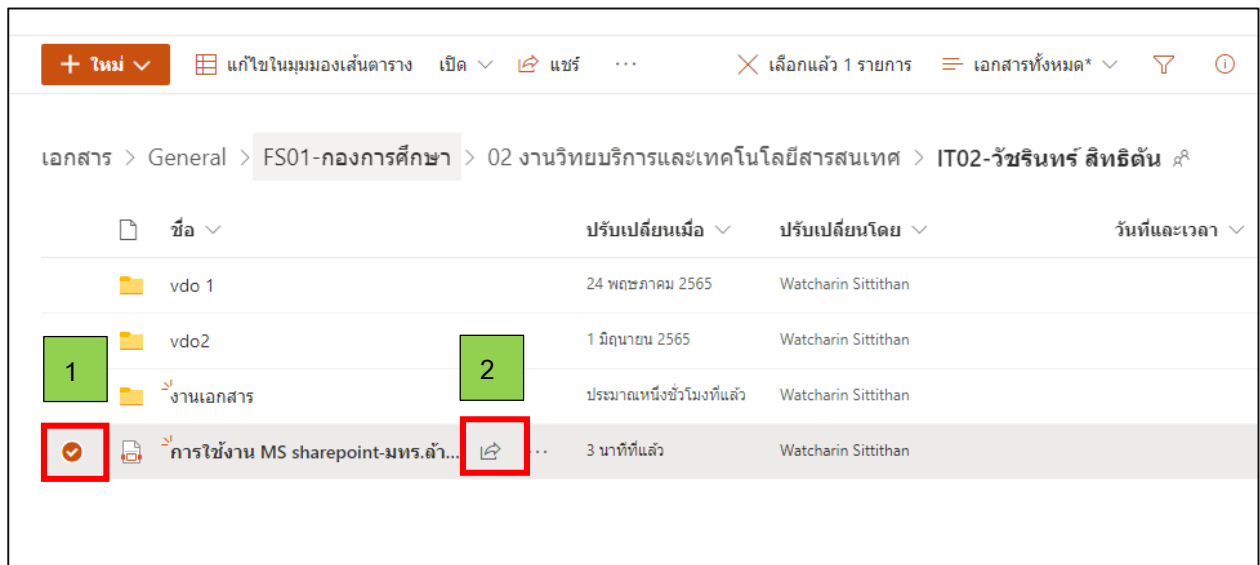 + ใหม่ แก้ไขในมุมมองเส้นตาราง เปิด แชร์ ... เลือกแล้ว 1 รายการ เอกสารทั้งหมด*
เอกสาร > General > FS01-กองการศึกษา > 02 งานวิทยบริการและเทคโนโลยีสารสนเทศ > IT02-วัชรินทร์ สิทธิตัน
ชื่อ ปรับเปลี่ยนเมื่อ ปรับเปลี่ยนโดย วันที่และเวลา
vdo 1 24 พฤษภาคม 2565 Watcharin Sittithan
vdo2 1 มิถุนายน 2565 Watcharin Sittithan
1 2
งานเอกสาร ประมาณหนึ่งชั่วโมงที่แล้ว Watcharin Sittithan
การใช้งาน MS sharepoint-มทร.ล้า... ... 3 นาทีที่แล้ว Watcharin Sittithan